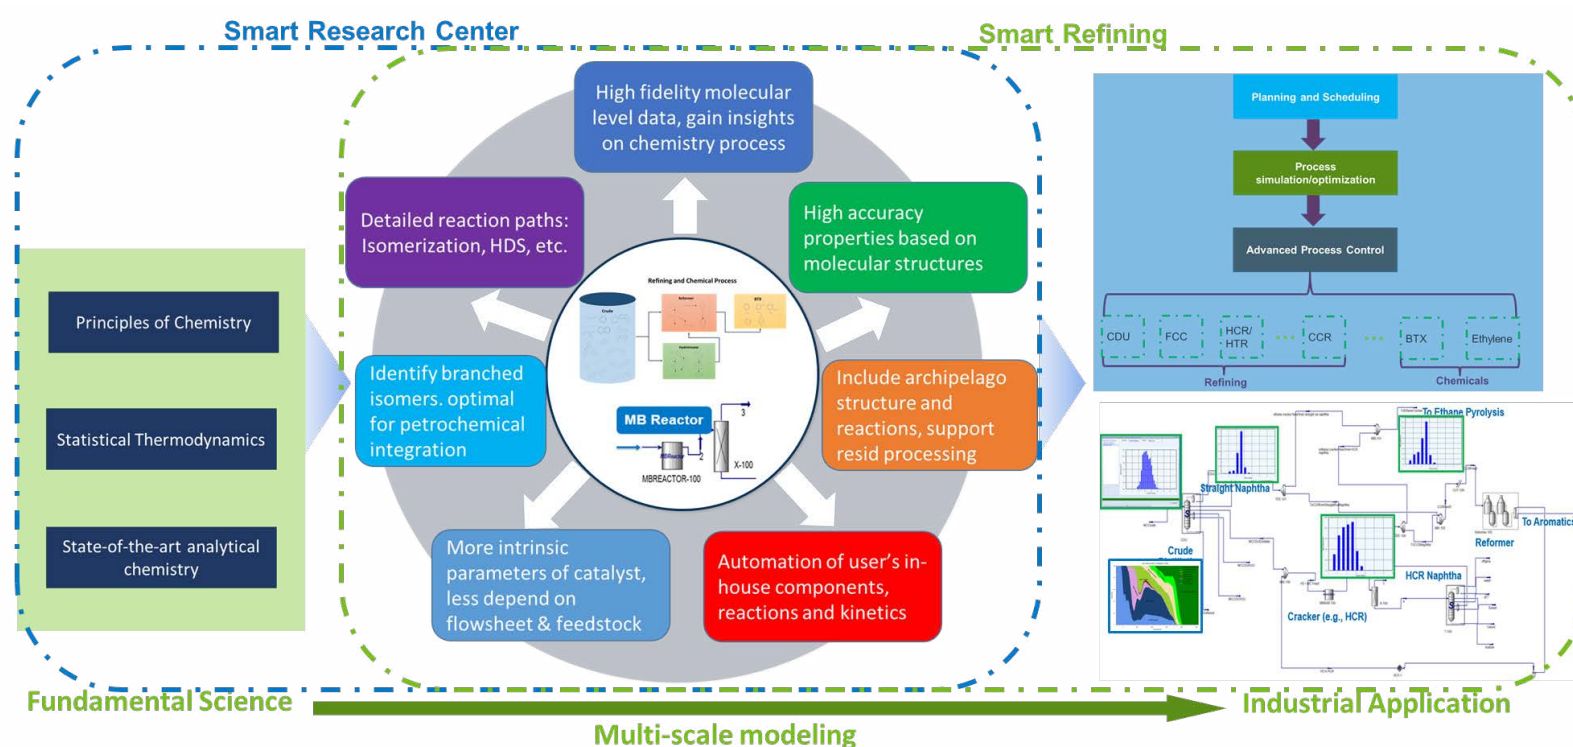 Smart Research Center
Smart Refining
Principles of Chemistry
Statistical Thermodynamics
State-of-the-art analytical
chemistry
High fidelity molecular
level data, gain insights
on chemistry process
Detailed reaction paths:
Isomerization, HDS, etc.
High accuracy
properties based on
molecular structures
Identify branched
isomers. optimal
for petrochemical
integration
Include archipelago
structure and
reactions, support
resid processing
More intrinsic
parameters of catalyst,
less depend on
flowsheet & feedstock
Automation of user's in-
house components,
reactions and kinetics
Refining and Chemical Process
Crude
Reformer
BTX
MB Reactor
3
2
MBREACTOR-100
X-100
Planning and Scheduling
Process
simulation/optimization
Advanced Process Control
CDU
FCC
HCR/
HTR
CCR
BTX
Ethylene
Refining
Chemicals
To Ethane Pyrolysis
Straight Naphtha
Crude
To Aromatics
Reformer
HCR Naphtha
Cracker (e.g., HCR)
Fundamental Science
Industrial Application
Multi-scale modeling